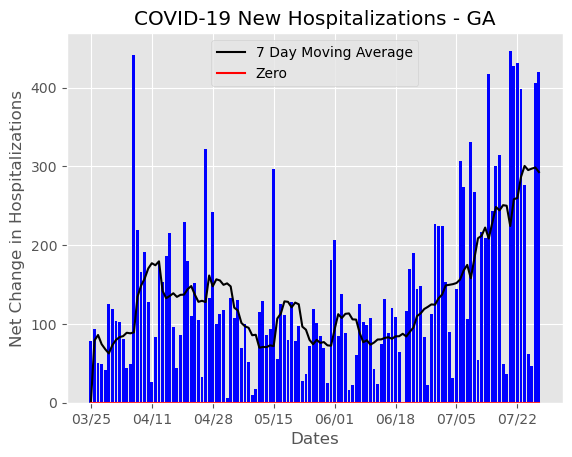 COVID-19 New Hospitalizations - GA
7 Day Moving Average
Zero
Net Change in Hospitalizations
400
300
200
100
0
03/25 04/11 04/28 05/15 06/01 06/18 07/05 07/22
Dates